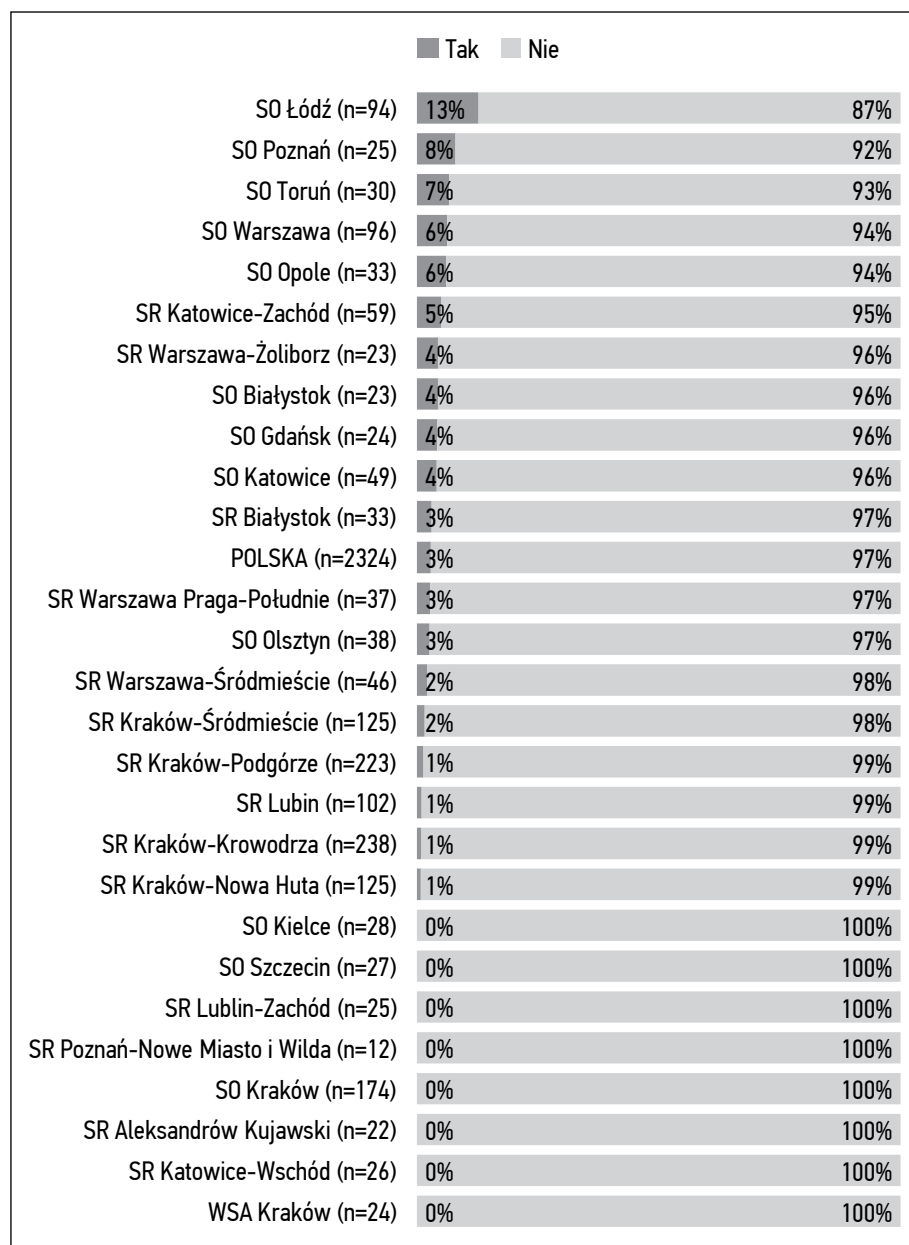 Tak Nie
SO Łódź (n=94) 13% 87%
SO Poznań (n=25) 8% 92%
SO Toruń (n=30) 7% 93%
SO Warszawa (n=96) 6% 94%
SO Opole (n=33) 6% 94%
SR Katowice-Zachód (n=59) 5% 95%
SR Warszawa-Żoliborz (n=23) 4% 96%
SO Białystok (n=23) 4% 96%
SO Gdańsk (n=24) 4% 96%
SO Katowice (n=49) 4% 96%
SR Białystok (n=33) 3% 97%
POLSKA (n=2324) 3% 97%
SR Warszawa Praga-Południe (n=37) 3% 97%
SO Olsztyn (n=38) 3% 97%
SR Warszawa-Śródmieście (n=46) 2% 98%
SR Kraków-Śródmieście (n=125) 2% 98%
SR Kraków-Podgórze (n=223) 1% 99%
SR Lubin (n=102) 1% 99%
SR Kraków-Krowodrza (n=238) 1% 99%
SR Kraków-Nowa Huta (n=125) 1% 99%
SO Kielce (n=28) 0% 100%
SO Szczecin (n=27) 0% 100%
SR Lublin-Zachód (n=25) 0% 100%
SR Poznań-Nowe Miasto i Wilda (n=12) 0% 100%
SO Kraków (n=174) 0% 100%
SR Aleksandrów Kujawski (n=22) 0% 100%
SR Katowice-Wschód (n=26) 0% 100%
WSA Kraków (n=24) 0% 100%